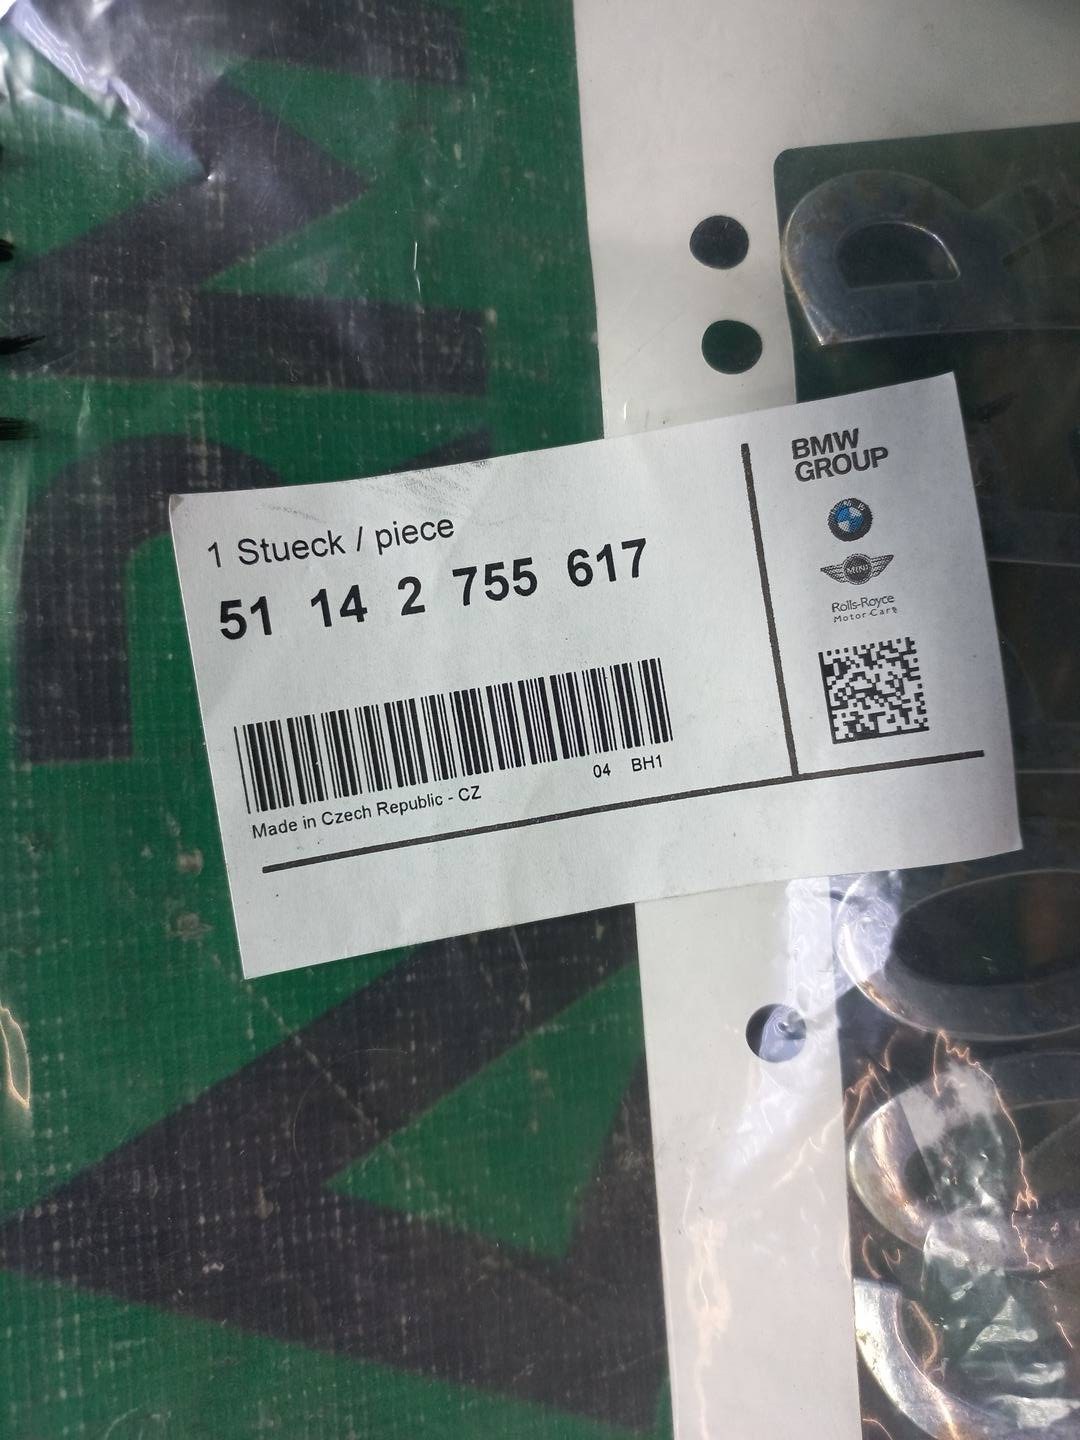 1 Stueck / piece
51 14 2 755 617
04 BH1
Made in Czech Republic - CZ
BMW
GROUP
MINI
Rolls-Royce
Motor Cars